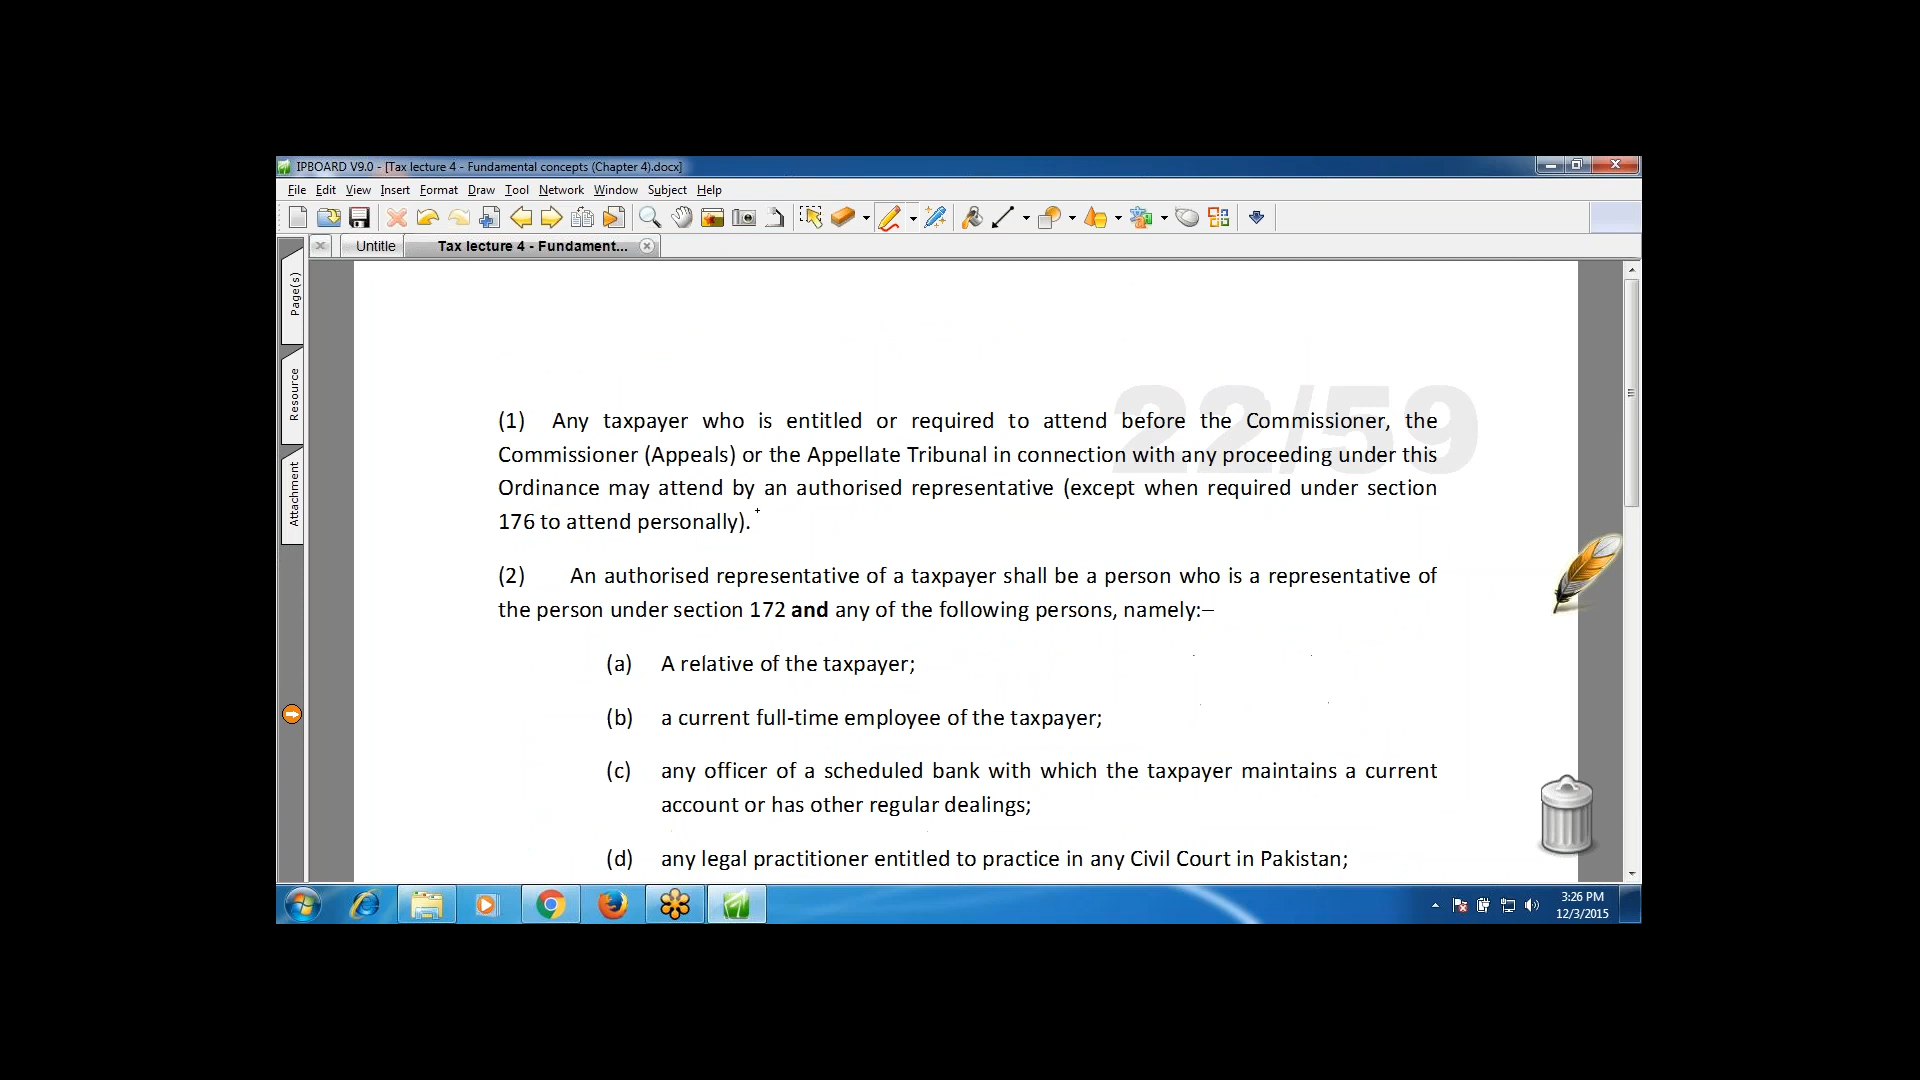 IPBOARD V9.0 - [Tax lecture 4 - Fundamental concepts (Chapter 4).docx]
File Edit View Insert Format Draw Tool Network Window Subject Help
Untitle Tax lecture 4 - Fundament...
Page(s)
Resource
Attachment
22/59
(1) Any taxpayer who is entitled or required to attend before the Commissioner, the
Commissioner (Appeals) or the Appellate Tribunal in connection with any proceeding under this
Ordinance may attend by an authorised representative (except when required under section
176 to attend personally).
(2) An authorised representative of a taxpayer shall be a person who is a representative of
the person under section 172 and any of the following persons, namely:–
(a) A relative of the taxpayer;
(b) a current full-time employee of the taxpayer;
(c) any officer of a scheduled bank with which the taxpayer maintains a current
account or has other regular dealings;
(d) any legal practitioner entitled to practice in any Civil Court in Pakistan;
3:26 PM
12/3/2015